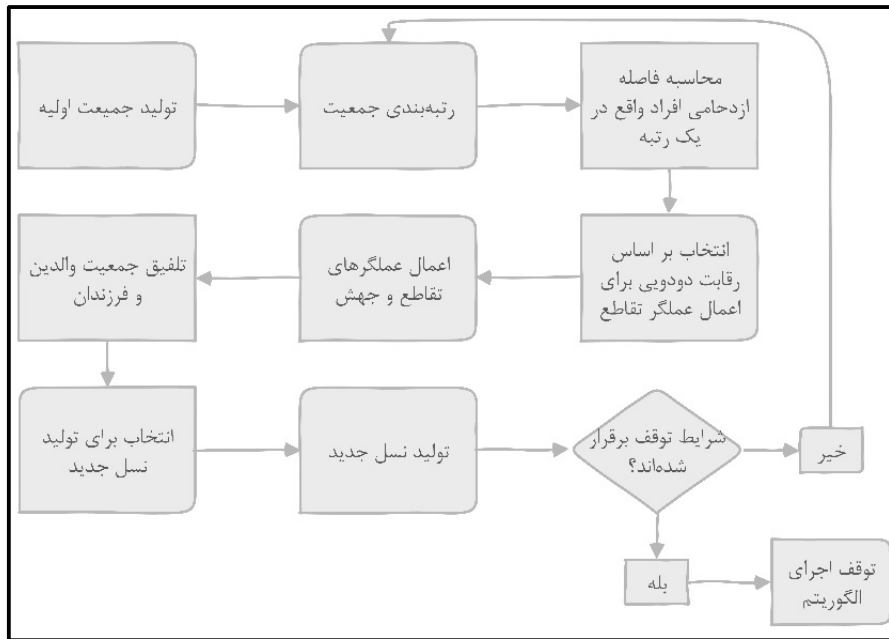 تولید جمیعت اولیه
رتبه‌بندی جمعیت
محاسبه فاصله
ازدحامی افراد واقع در
یک رتبه
انتخاب بر اساس
رقابت دودویی برای
اعمال عملگر تقاطع
اعمال عملگرهای
تقاطع و جهش
تلفیق جمعیت والدین
و فرزندان
انتخاب برای تولید
نسل جدید
تولید نسل جدید
شرایط توقف برقرار
شده‌اند؟
خیر
بله
توقف اجرای
الگوریتم